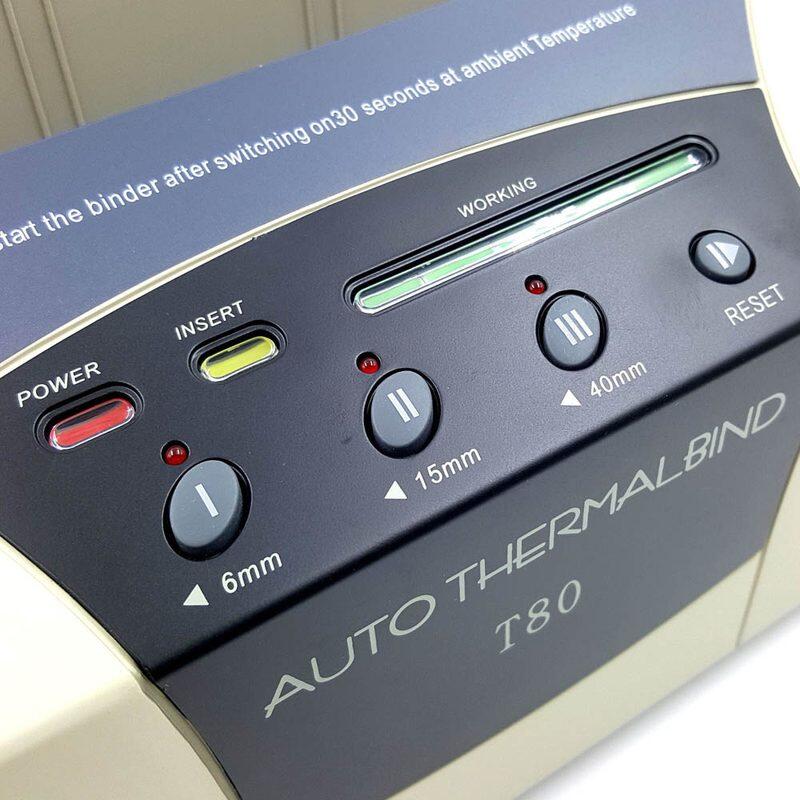 start the binder after switching on30 seconds at ambient Temperature
WORKING
INSERT
POWER
RESET
I
II
III
◀ 6mm
◀ 15mm
◀ 40mm
AUTO THERMALBIND
T80